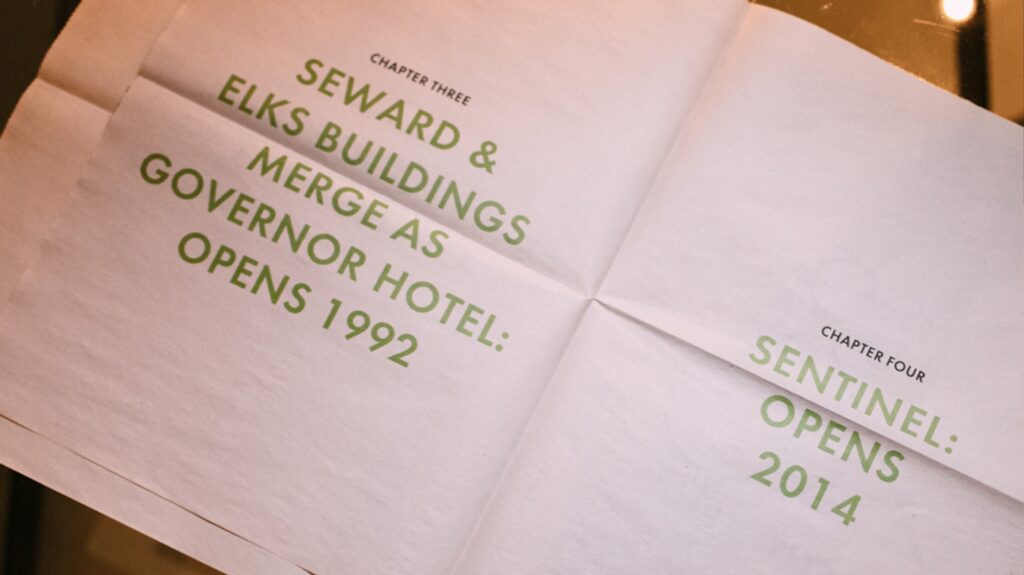 CHAPTER THREE
SEWARD &
ELKS BUILDINGS
MERGE AS
GOVERNOR HOTEL:
OPENS 1992
CHAPTER FOUR
SENTINEL:
OPENS
2014